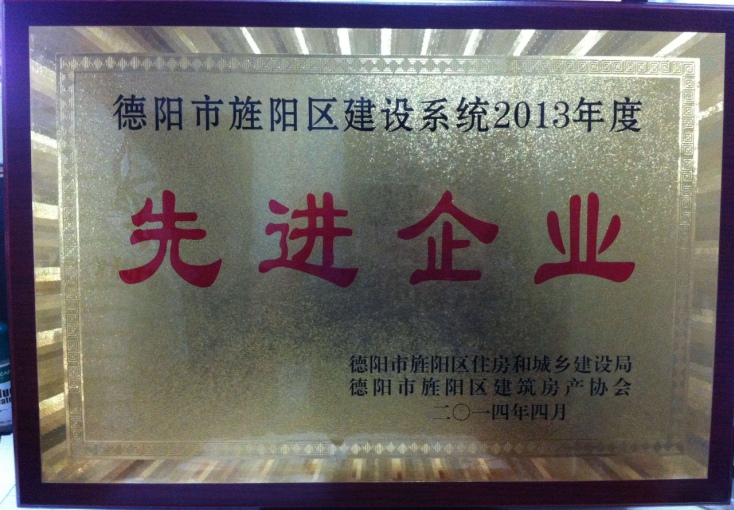 德阳市旌阳区建设系统2013年度
先进企业
德阳市旌阳区住房和城乡建设局
德阳市旌阳区建筑房产协会
二〇一四年四月